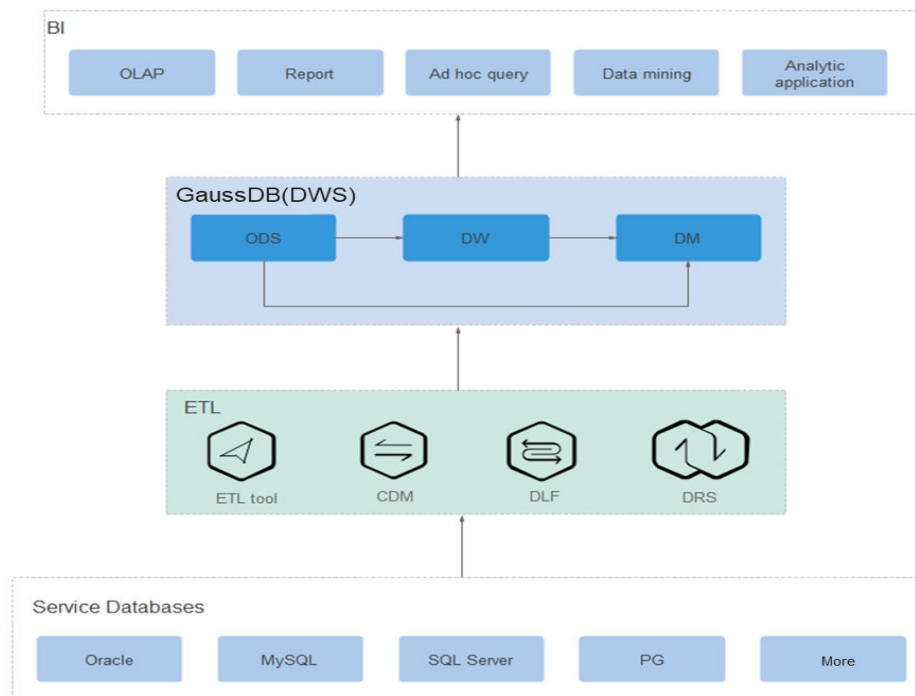 BI
OLAP
Report
Ad hoc query
Data mining
Analytic
application
GaussDB(DWS)
ODS
DW
DM
ETL
ETL tool
CDM
DLF
DRS
Service Databases
Oracle
MySQL
SQL Server
PG
More